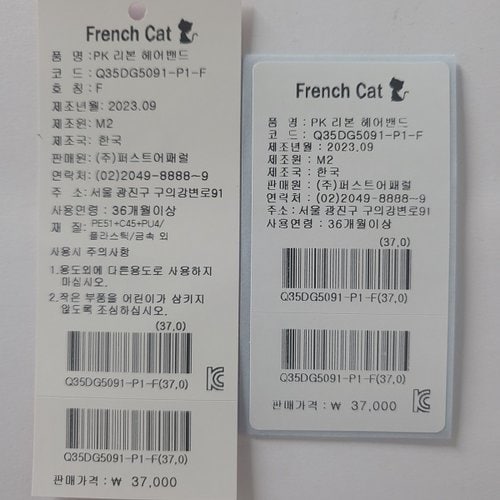 French Cat
품 명 : PK 리본 헤어밴드
코 드 : Q35DG5091-P1-F
호 칭 : F
제조년월: 2023.09
제조원: M2
제조국: 한국
판매원: (주)퍼스트어패럴
연락처: (02)2049-8888~9
주 소: 서울 광진구 구의강변로91
사용연령 : 36개월이상
재 질: PE51+C45+PU4/
플라스틱/금속 외
사용시 주의사항
1.용도외에 다른용도로 사용하지
마십시오.
2.작은 부품을 어린이가 삼키지
않도록 조심하십시오.
(37,0)
Q35DG5091-P1-F(37,0)
Q35DG5091-P1-F(37,0)
판매가격 : ₩ 37,000
French Cat
품 명 : PK 리본 헤어밴드
코 드 : Q35DG5091-P1-F
제조년월 : 2023.09
제조원 : M2
제조국 : 한국
판매원 : (주)퍼스트어패럴
연락처 : (02)2049-8888~9
주 소 : 서울 광진구 구의강변로91
사용연령 : 36개월이상
(37,0)
Q35DG5091-P1-F(37,0)
Q35DG5091-P1-F(37,0)
판매가격 : ₩ 37,000